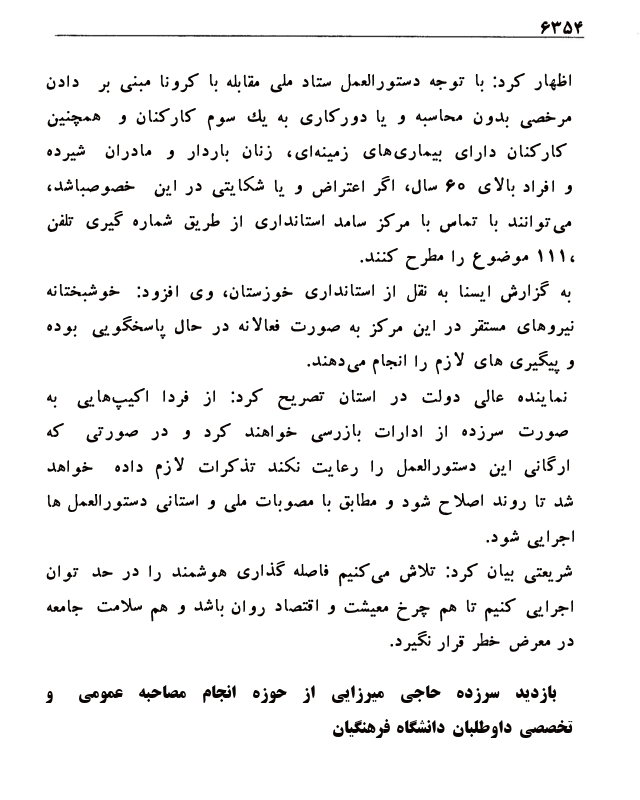 ۶۳۵۴
اظهار کرد: با توجه دستورالعمل ستاد ملی مقابله با کرونا مبنی بر دادن
مرخصی بدون محاسبه و یا دورکاری به یك سوم کارکنان و همچنین
کارکنان دارای بیماری‌های زمینه‌ای، زنان باردار و مادران شیرده
و افراد بالای ۶۰ سال، اگر اعتراض و یا شکایتی در این خصوصباشد،
می‌توانند با تماس با مرکز سامد استانداری از طریق شماره گیری تلفن
،۱۱۱ موضوع را مطرح کنند.
به گزارش ایسنا به نقل از استانداری خوزستان، وی افزود: خوشبختانه
نیروهای مستقر در این مرکز به صورت فعالانه در حال پاسخگویی بوده
و پیگیری های لازم را انجام می‌دهند.
نماینده عالی دولت در استان تصریح کرد: از فردا اکیپ‌هایی به
صورت سرزده از ادارات بازرسی خواهند کرد و در صورتی که
ارگانی این دستورالعمل را رعایت نکند تذکرات لازم داده خواهد
شد تا روند اصلاح شود و مطابق با مصوبات ملی و استانی دستورالعمل ها
اجرایی شود.
شریعتی بیان کرد: تلاش می‌کنیم فاصله گذاری هوشمند را در حد توان
اجرایی کنیم تا هم چرخ معیشت و اقتصاد روان باشد و هم سلامت جامعه
در معرض خطر قرار نگیرد.
بازدید سرزده حاجی میرزایی از حوزه انجام مصاحبه عمومی و
تخصصی داوطلبان دانشگاه فرهنگیان